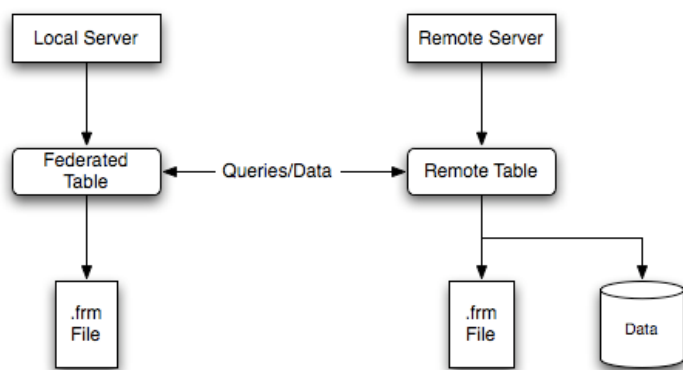 Local Server
Remote Server
Federated
Table
Queries/Data
Remote Table
.frm
File
.frm
File
Data